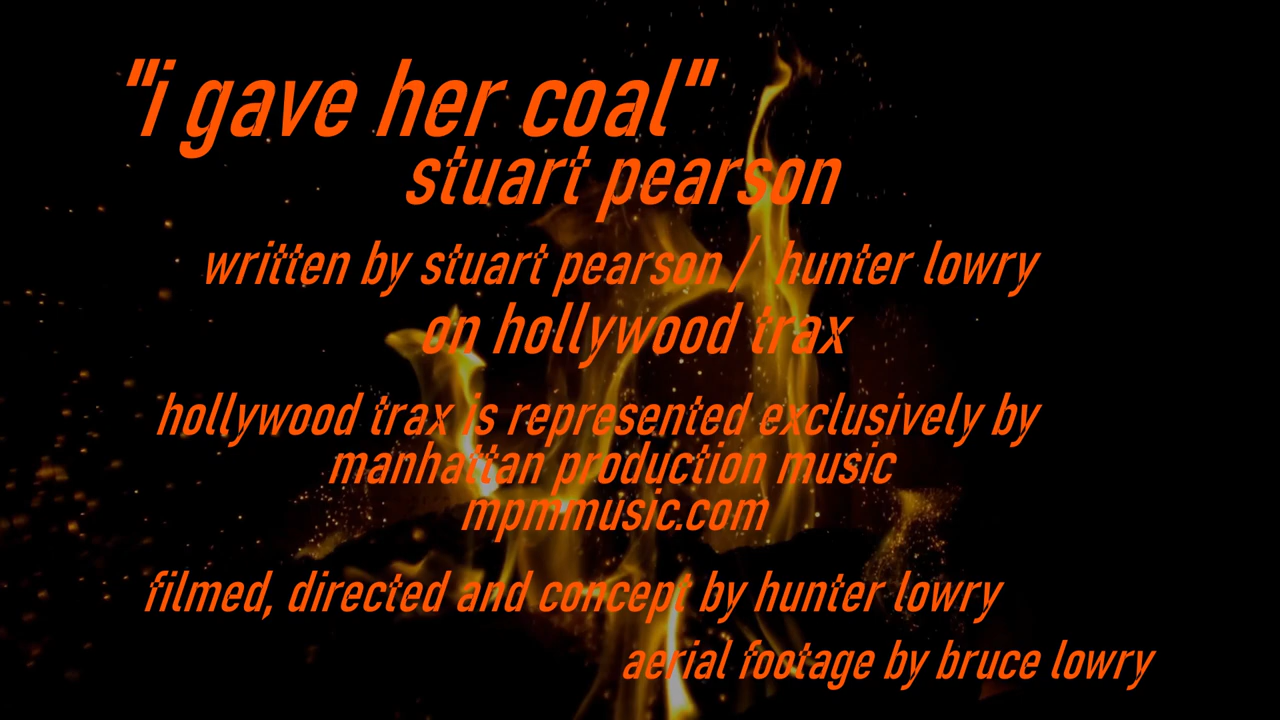 "i gave her coal"
stuart pearson
written by stuart pearson / hunter lowry
on hollywood trax
hollywood trax is represented exclusively by
manhattan production music
mpmmusic.com
filmed, directed and concept by hunter lowry
aerial footage by bruce lowry